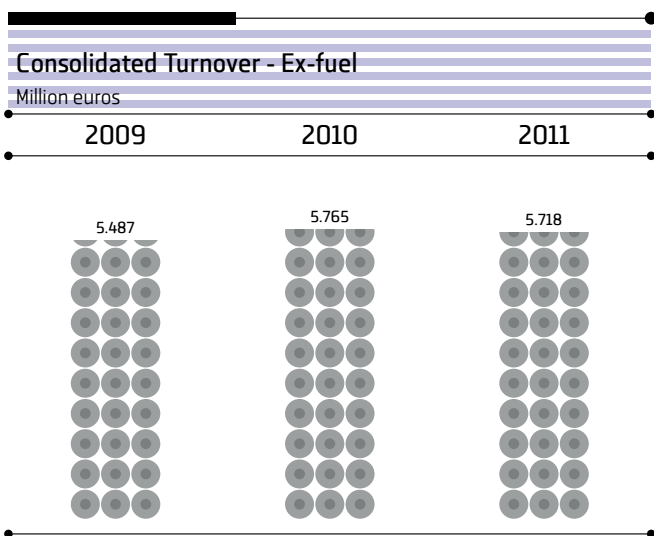 Consolidated Turnover - Ex-fuel
Million euros
2009 2010 2011
5.487 5.765 5.718